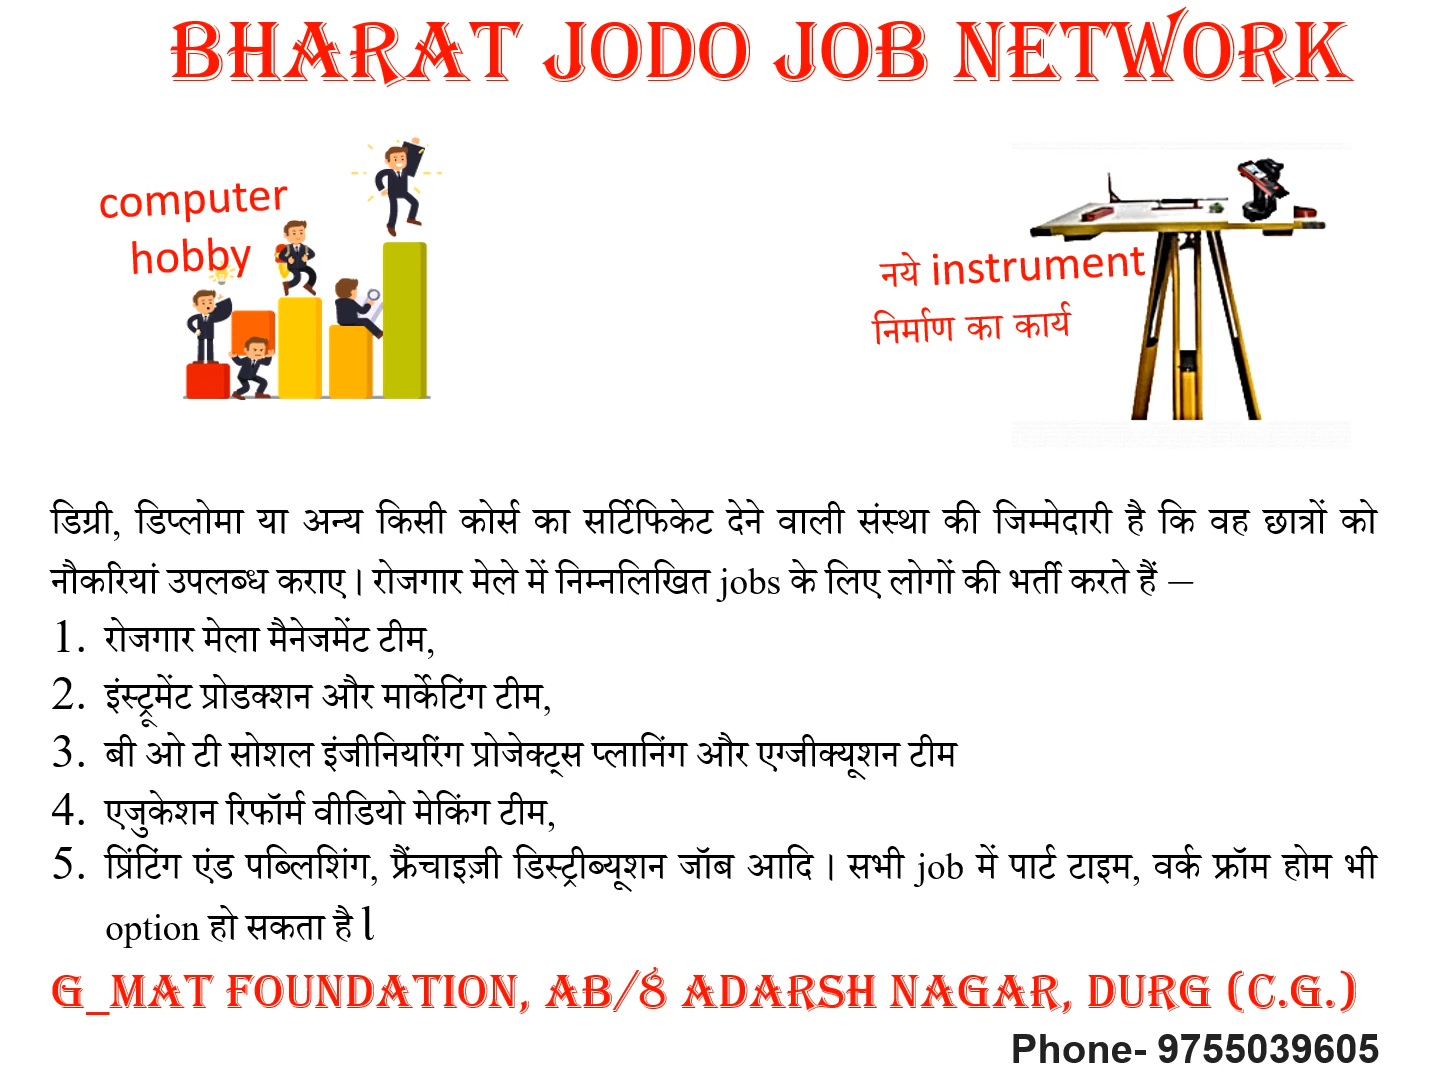 BHARAT JODO JOB NETWORK
computer
hobby
नये instrument
निर्माण का कार्य
डिग्री, डिप्लोमा या अन्य किसी कोर्स का सर्टिफिकेट देने वाली संस्था की जिम्मेदारी है कि वह छात्रों को
नौकरियां उपलब्ध कराए। रोजगार मेले में निम्नलिखित jobs के लिए लोगों की भर्ती करते हैं –
1. रोजगार मेला मैनेजमेंट टीम,
2. इंस्ट्रूमेंट प्रोडक्शन और मार्केटिंग टीम,
3. बी ओ टी सोशल इंजीनियरिंग प्रोजेक्ट्स प्लानिंग और एग्जीक्यूशन टीम
4. एजुकेशन रिफॉर्म वीडियो मेकिंग टीम,
5. प्रिंटिंग एंड पब्लिशिंग, फ्रैंचाइज़ी डिस्ट्रीब्यूशन जॉब आदि। सभी job में पार्ट टाइम, वर्क फ्रॉम होम भी
option हो सकता है l
G_MAT FOUNDATION, AB/8 ADARSH NAGAR, DURG (C.G.)
Phone- 9755039605